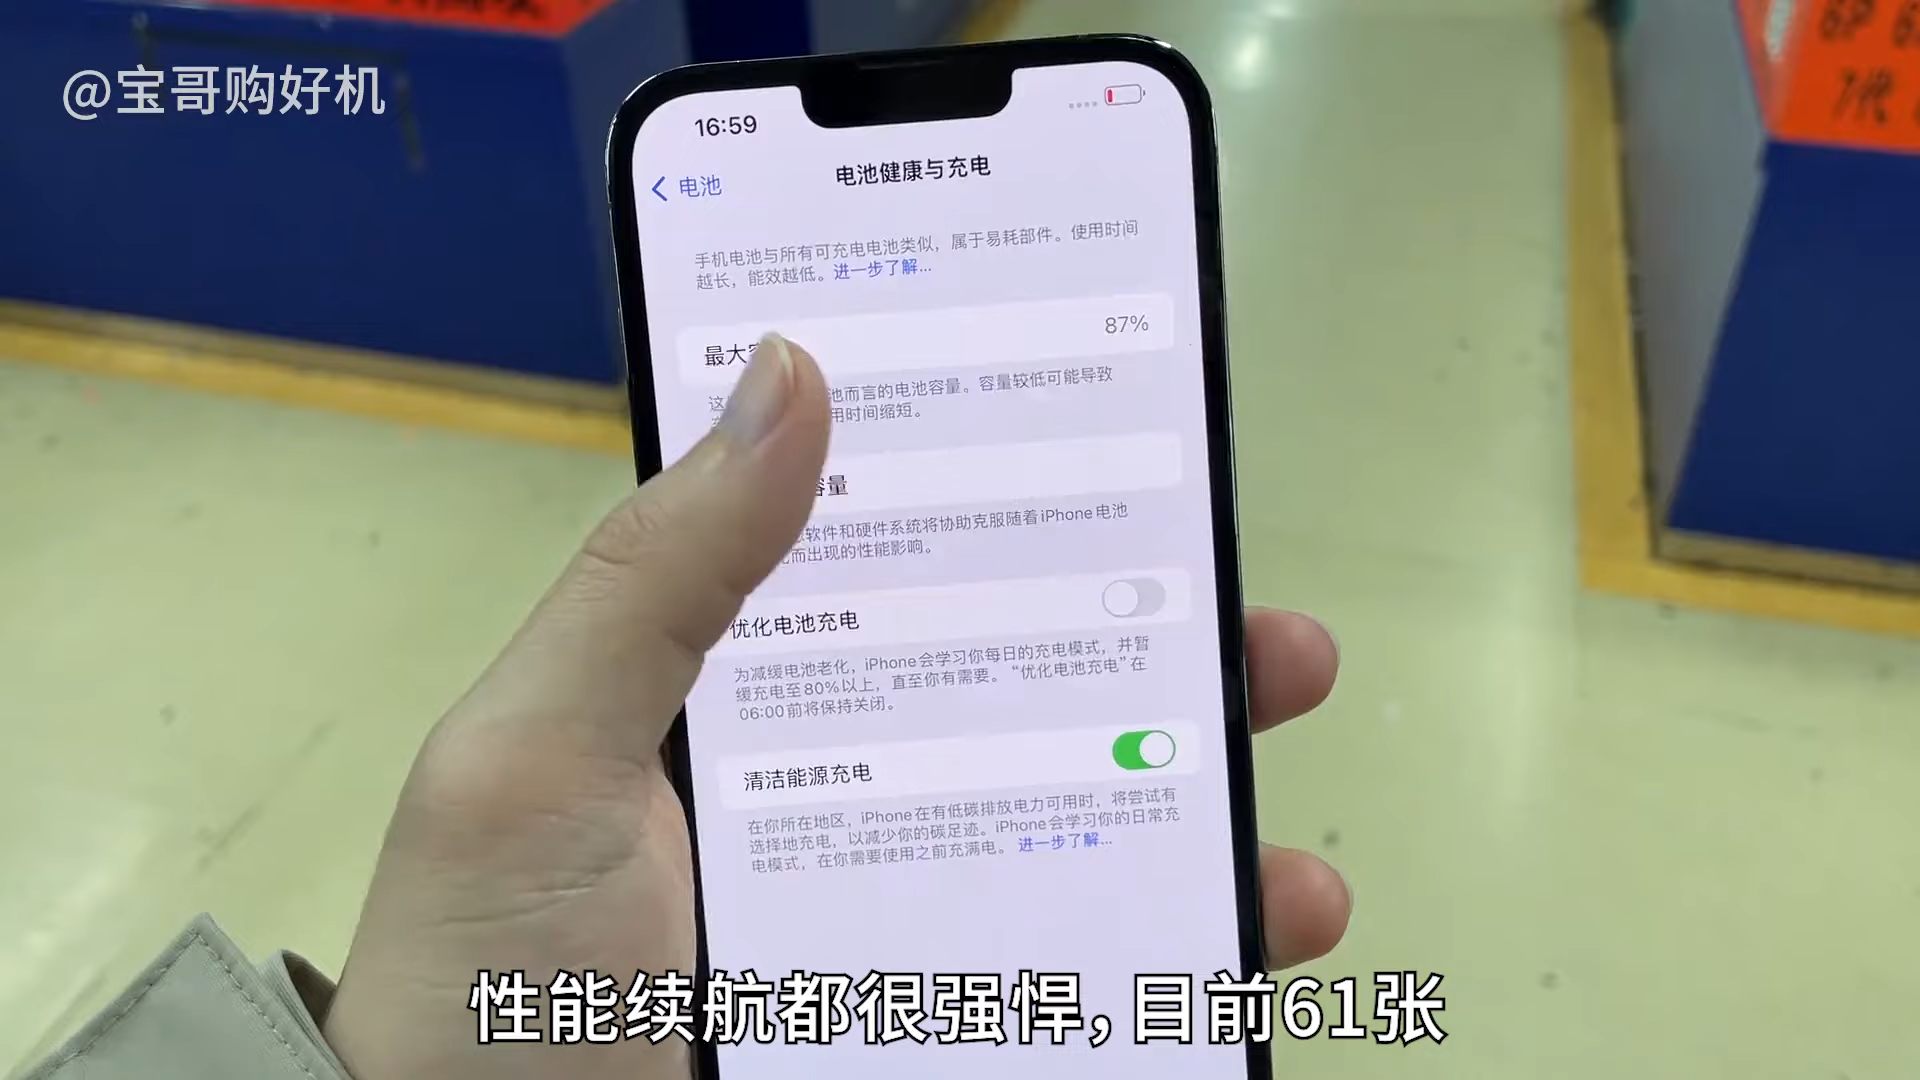 @宝哥购好机
6P 6
7代
16:59
电池
电池健康与充电
手机电池与所有可充电电池类似，属于易耗部件。使用时间
越长，能效越低。进一步了解...
最大
87%
这 池而言的电池容量。容量较低可能导致
用时间缩短。
容量
软件和硬件系统将协助克服随着iPhone电池
而出现的性能影响。
优化电池充电
为减缓电池老化，iPhone会学习你每日的充电模式，并暂
缓充电至80%以上，直至你有需要。“优化电池充电”在
06:00前将保持关闭。
清洁能源充电
在你所在地区，iPhone在有低碳排放电力可用时，将尝试有
选择地充电，以减少你的碳足迹。iPhone会学习你的日常充
电模式，在你需要使用之前充满电。进一步了解...
性能续航都很强悍，目前61张